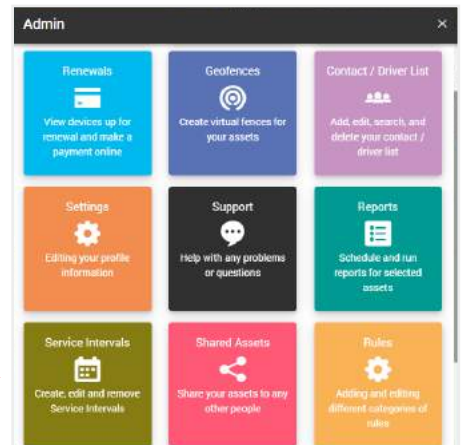 Admin
Renewals
View devices up for
renewal and make a
payment online
Geofences
Create virtual fences for
your assets
Contact / Driver List
Add, edit, search, and
delete your contact /
driver list
Settings
Editing your profile
information
Support
Help with any problems
or questions
Reports
Schedule and run
reports for selected
assets
Service Intervals
Create, edit and remove
Service Intervals
Shared Assets
Share your assets to any
other people
Rules
Adding and editing
different categories of
rules